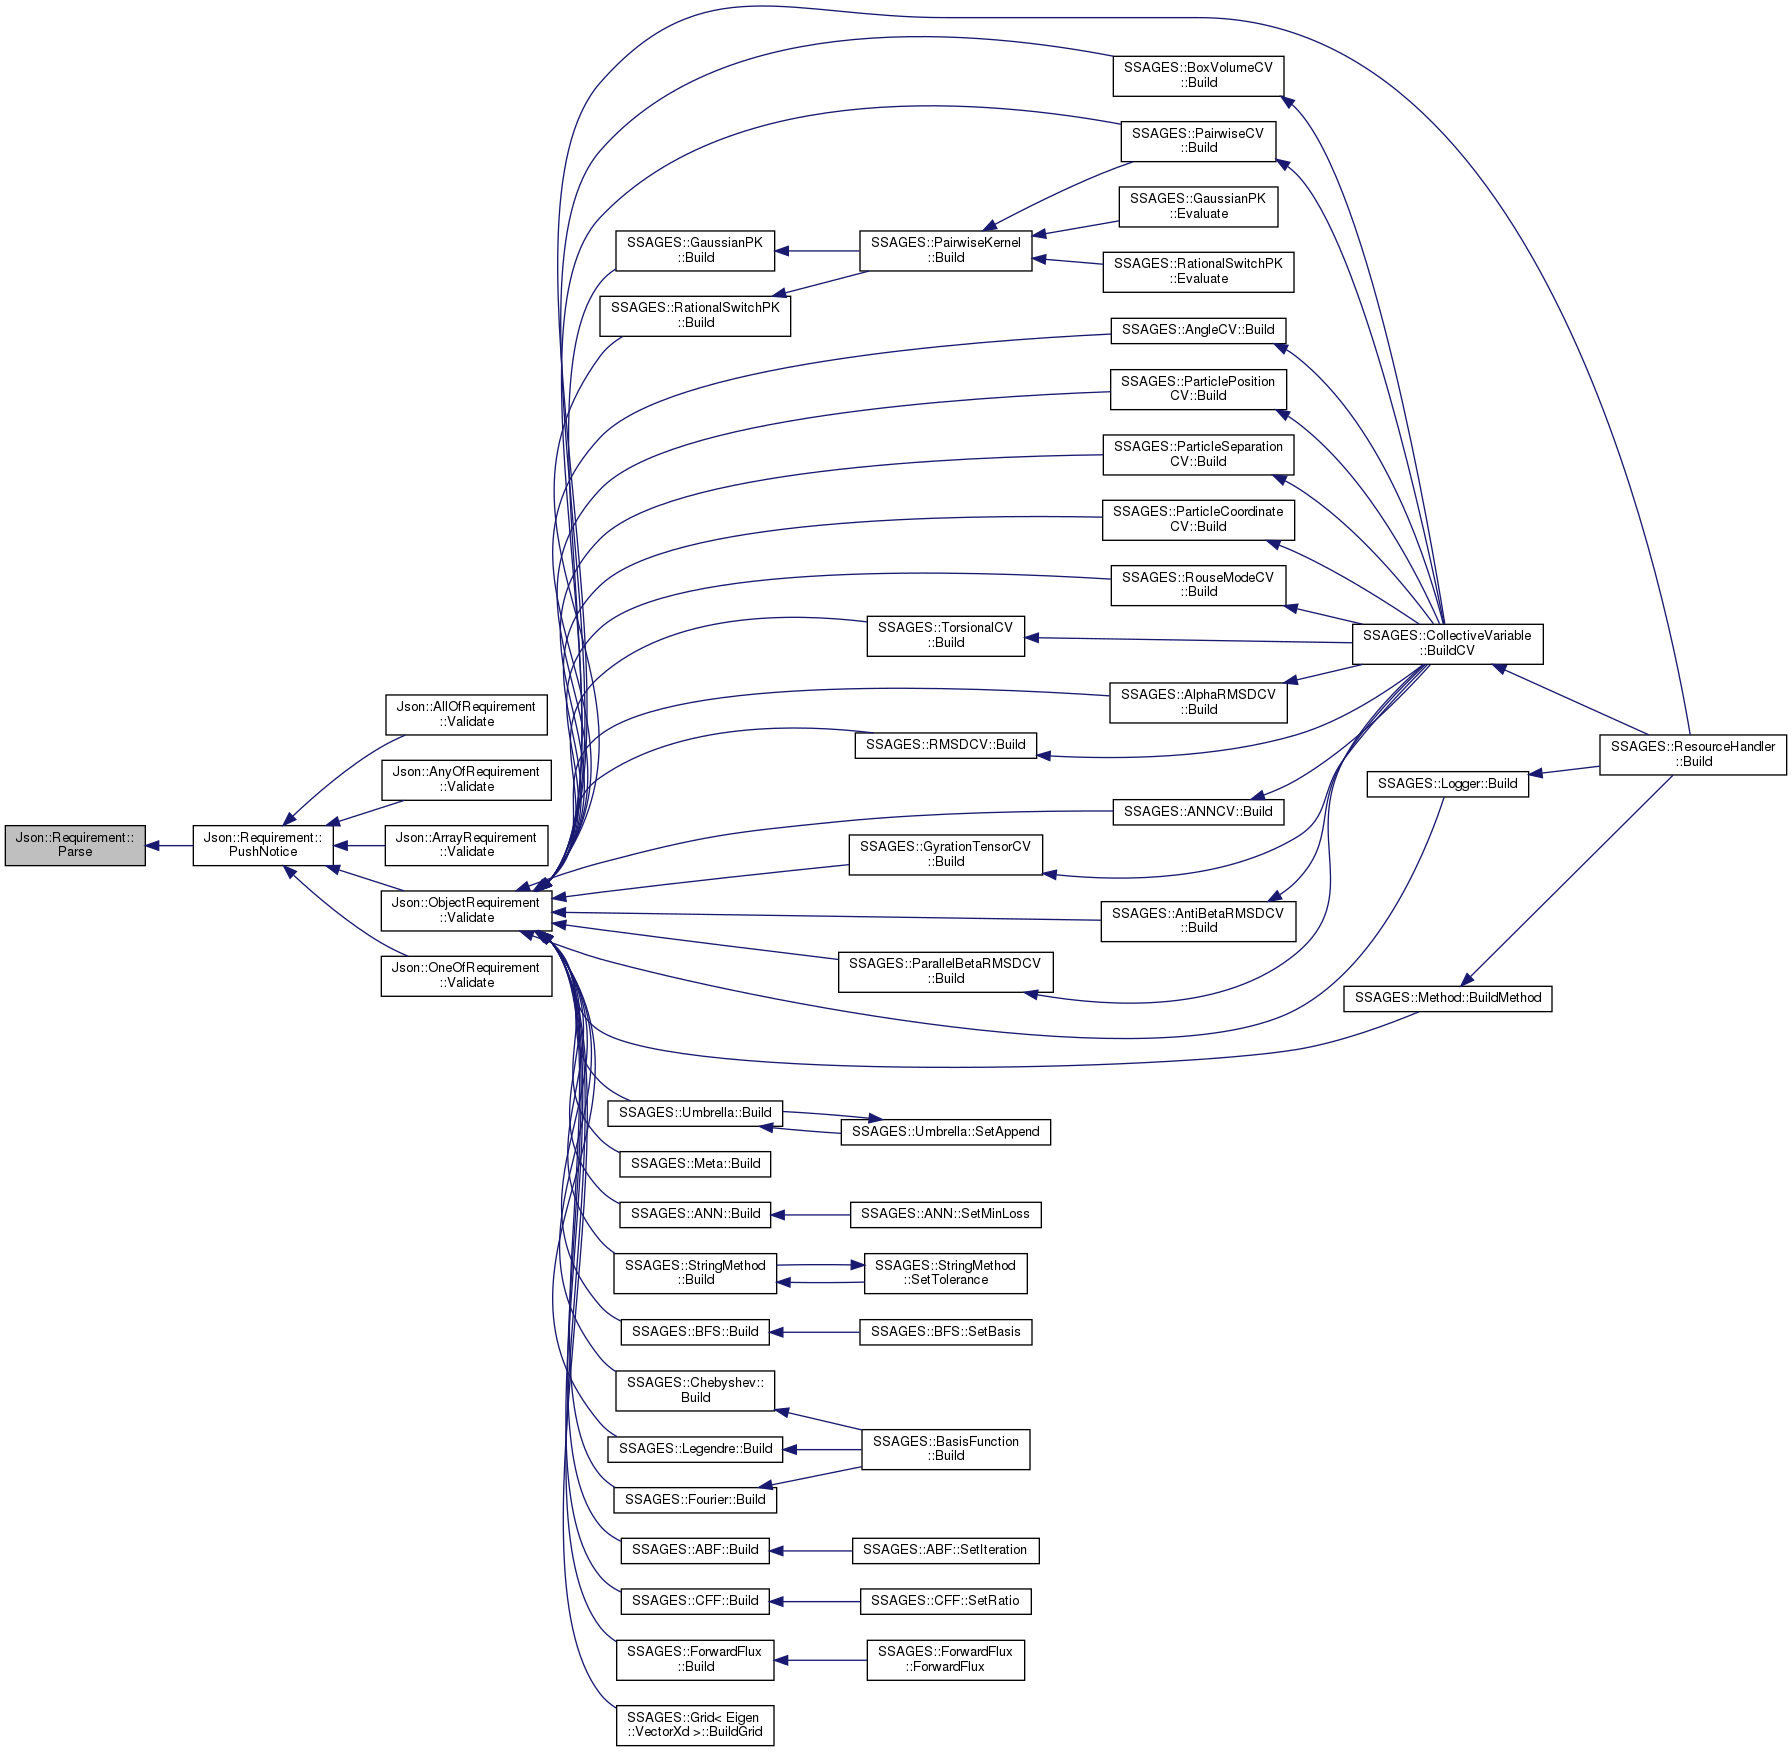 SSAGES::BoxVolumeCV
::Build
SSAGES::PairwiseCV
::Build
SSAGES::GaussianPK
::Evaluate
SSAGES::GaussianPK
::Build
SSAGES::PairwiseKernel
::Build
SSAGES::RationalSwitchPK
::Evaluate
SSAGES::RationalSwitchPK
::Build
SSAGES::AngleCV::Build
SSAGES::ParticlePosition
CV::Build
SSAGES::ParticleSeparation
CV::Build
SSAGES::ParticleCoordinate
CV::Build
SSAGES::RouseModeCV
::Build
SSAGES::TorsionalCV
::Build
SSAGES::CollectiveVariable
::BuildCV
SSAGES::AlphaRMSDCV
::Build
Json::AllOfRequirement
::Validate
SSAGES::RMSDCV::Build
SSAGES::ResourceHandler
::Build
Json::AnyOfRequirement
::Validate
SSAGES::Logger::Build
SSAGES::ANNCV::Build
Json::Requirement::
Parse
Json::Requirement::
PushNotice
Json::ArrayRequirement
::Validate
SSAGES::GyrationTensorCV
::Build
Json::ObjectRequirement
::Validate
SSAGES::AntiBetaRMSDCV
::Build
Json::OneOfRequirement
::Validate
SSAGES::ParallelBetaRMSDCV
::Build
SSAGES::Method::BuildMethod
SSAGES::Umbrella::Build
SSAGES::Umbrella::SetAppend
SSAGES::Meta::Build
SSAGES::ANN::Build
SSAGES::ANN::SetMinLoss
SSAGES::StringMethod
::Build
SSAGES::StringMethod
::SetTolerance
SSAGES::BFS::Build
SSAGES::BFS::SetBasis
SSAGES::Chebyshev::
Build
SSAGES::Legendre::Build
SSAGES::BasisFunction
::Build
SSAGES::Fourier::Build
SSAGES::ABF::Build
SSAGES::ABF::SetIteration
SSAGES::CFF::Build
SSAGES::CFF::SetRatio
SSAGES::ForwardFlux
::Build
SSAGES::ForwardFlux
::ForwardFlux
SSAGES::Grid< Eigen
::VectorXd >::BuildGrid